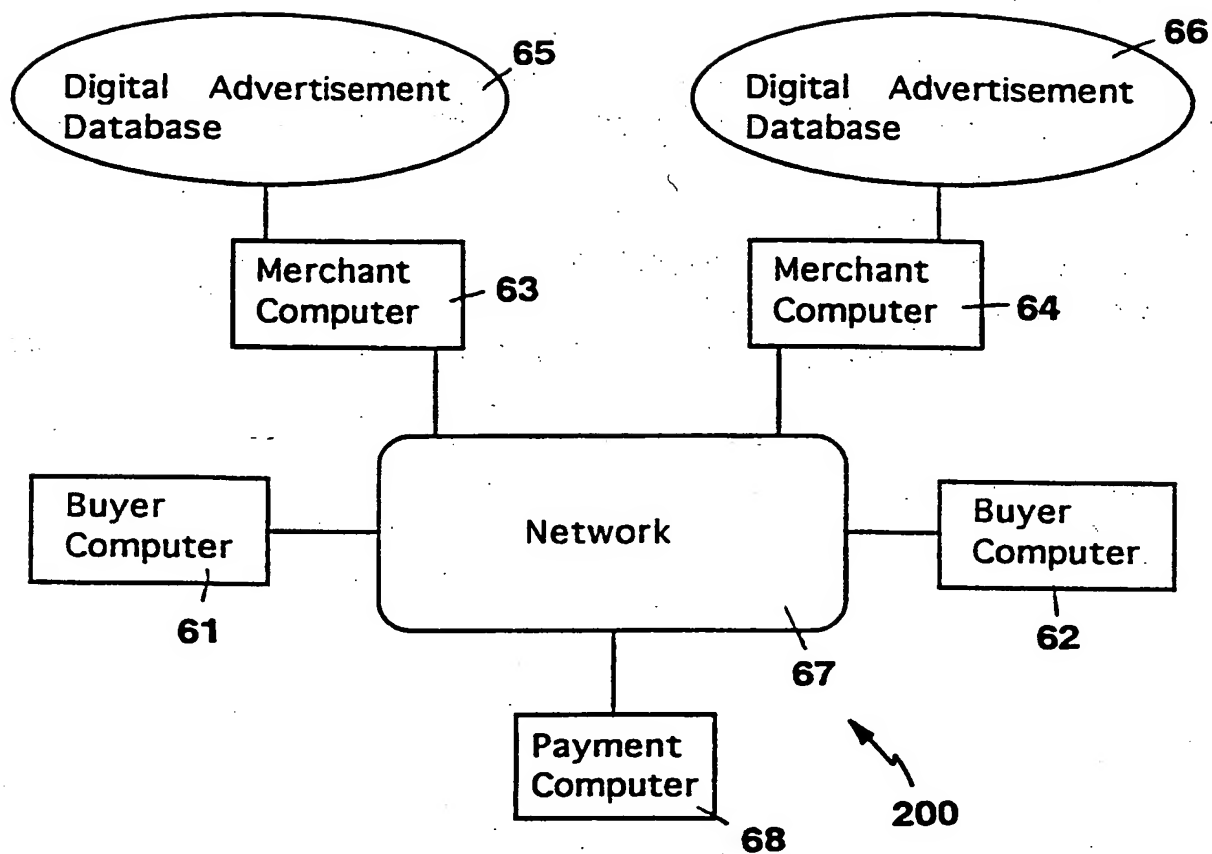 65
Digital Advertisement
Database
66
Digital Advertisement
Database
Merchant
Computer
63
Merchant
Computer
64
Buyer
Computer
61
Network
67
Buyer
Computer
62
Payment
Computer
68
200